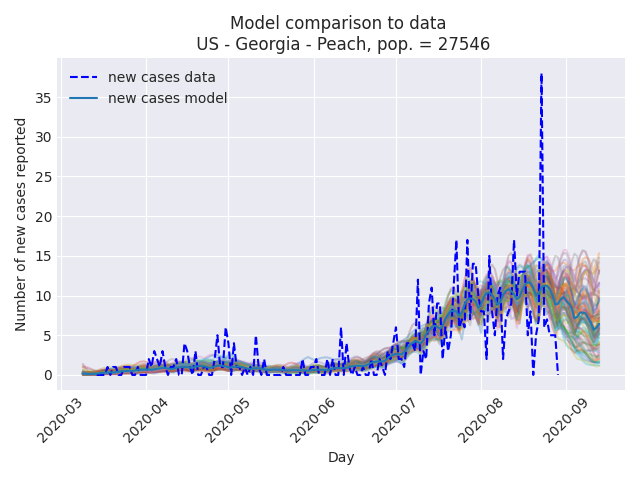 Model comparison to data
US - Georgia - Peach, pop. = 27546
new cases data
new cases model
Number of new cases reported
35
30
25
20
15
10
5
0
2020-03
2020-04
2020-05
2020-06
2020-07
2020-08
2020-09
Day